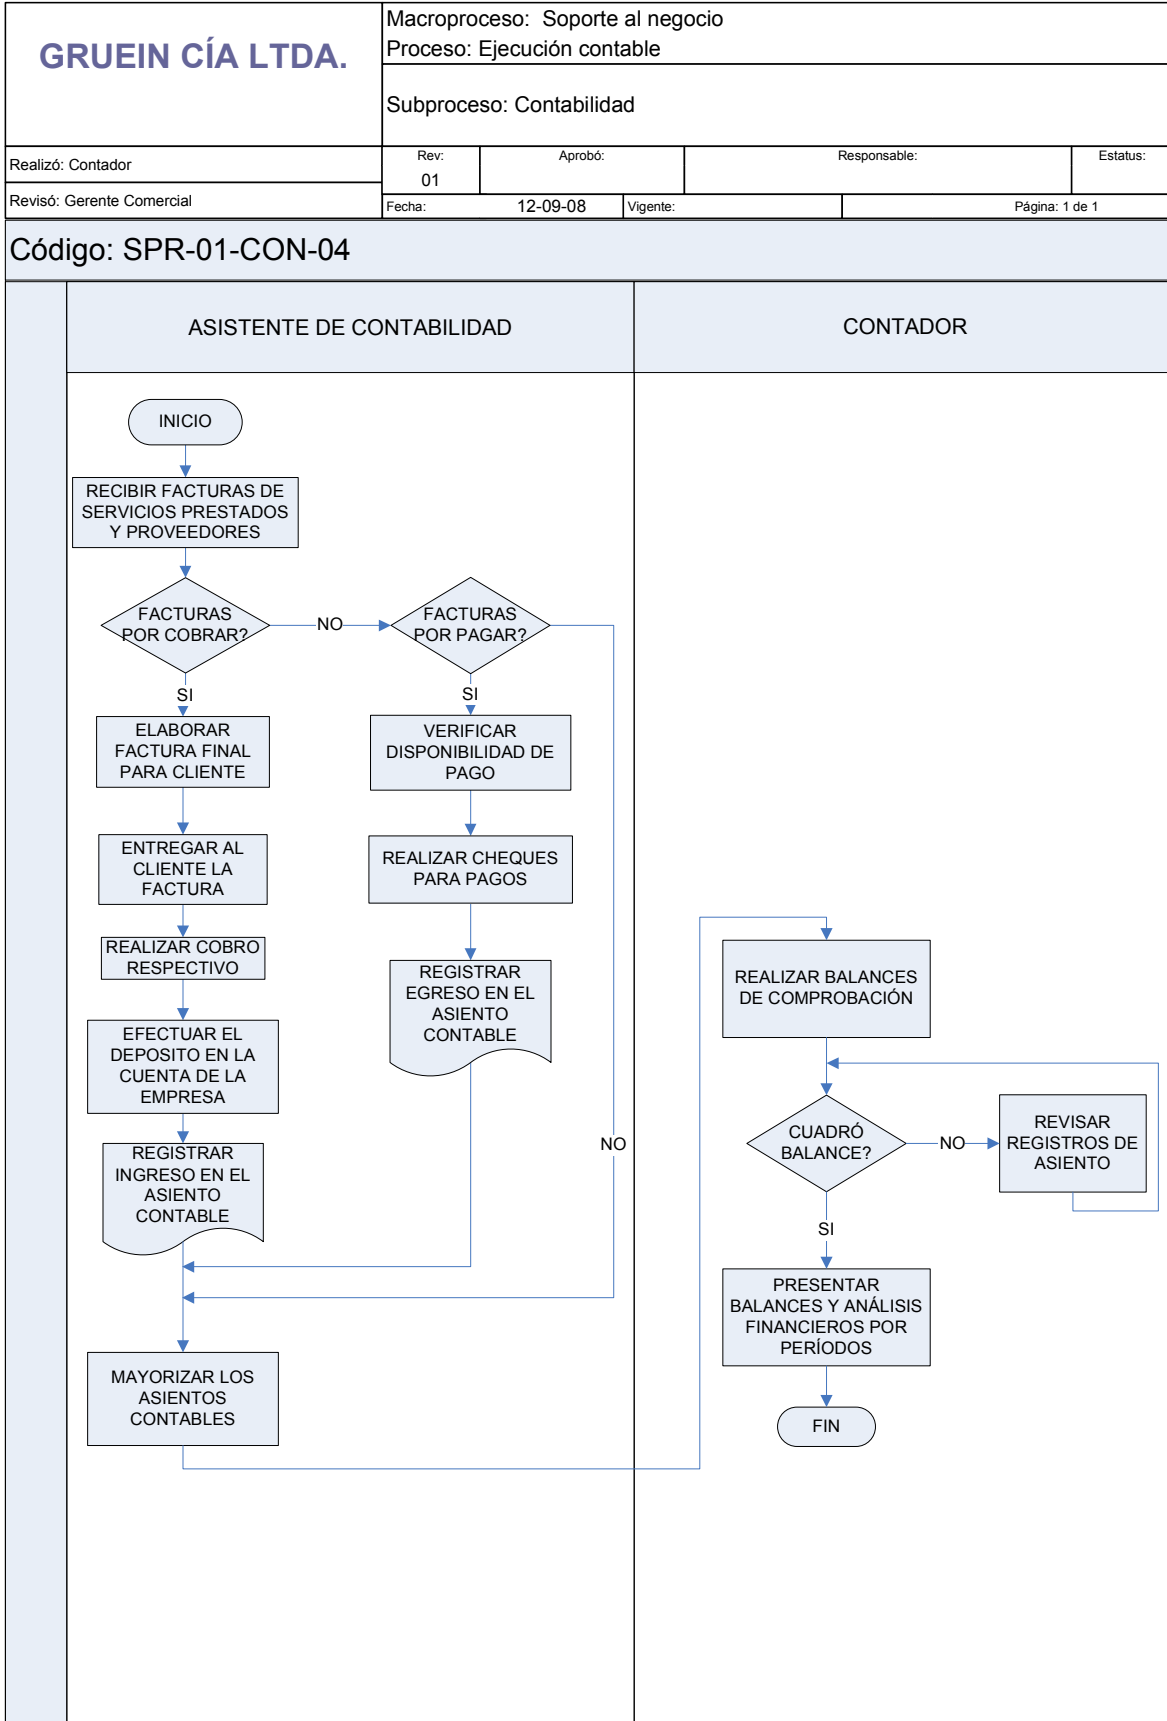 GRUEIN CÍA LTDA.
Macroproceso: Soporte al negocio
Proceso: Ejecución contable
Subproceso: Contabilidad
Realizó: Contador
Revisó: Gerente Comercial
Rev:
01
Aprobó:
Responsable:
Estatus:
Fecha:
12-09-08
Vigente:
Página: 1 de 1
Código: SPR-01-CON-04
ASISTENTE DE CONTABILIDAD
CONTADOR
INICIO
RECIBIR FACTURAS DE
SERVICIOS PRESTADOS
Y PROVEEDORES
FACTURAS
POR COBRAR?
NO
FACTURAS
POR PAGAR?
SI
SI
ELABORAR
FACTURA FINAL
PARA CLIENTE
VERIFICAR
DISPONIBILIDAD DE
PAGO
ENTREGAR AL
CLIENTE LA
FACTURA
REALIZAR CHEQUES
PARA PAGOS
REALIZAR COBRO
RESPECTIVO
REGISTRAR
EGRESO EN EL
ASIENTO
CONTABLE
EFECTUAR EL
DEPOSITO EN LA
CUENTA DE LA
EMPRESA
REGISTRAR
INGRESO EN EL
ASIENTO
CONTABLE
NO
MAYORIZAR LOS
ASIENTOS
CONTABLES
REALIZAR BALANCES
DE COMPROBACIÓN
CUADRÓ
BALANCE?
NO
REVISAR
REGISTROS DE
ASIENTO
SI
PRESENTAR
BALANCES Y ANÁLISIS
FINANCIEROS POR
PERÍODOS
FIN